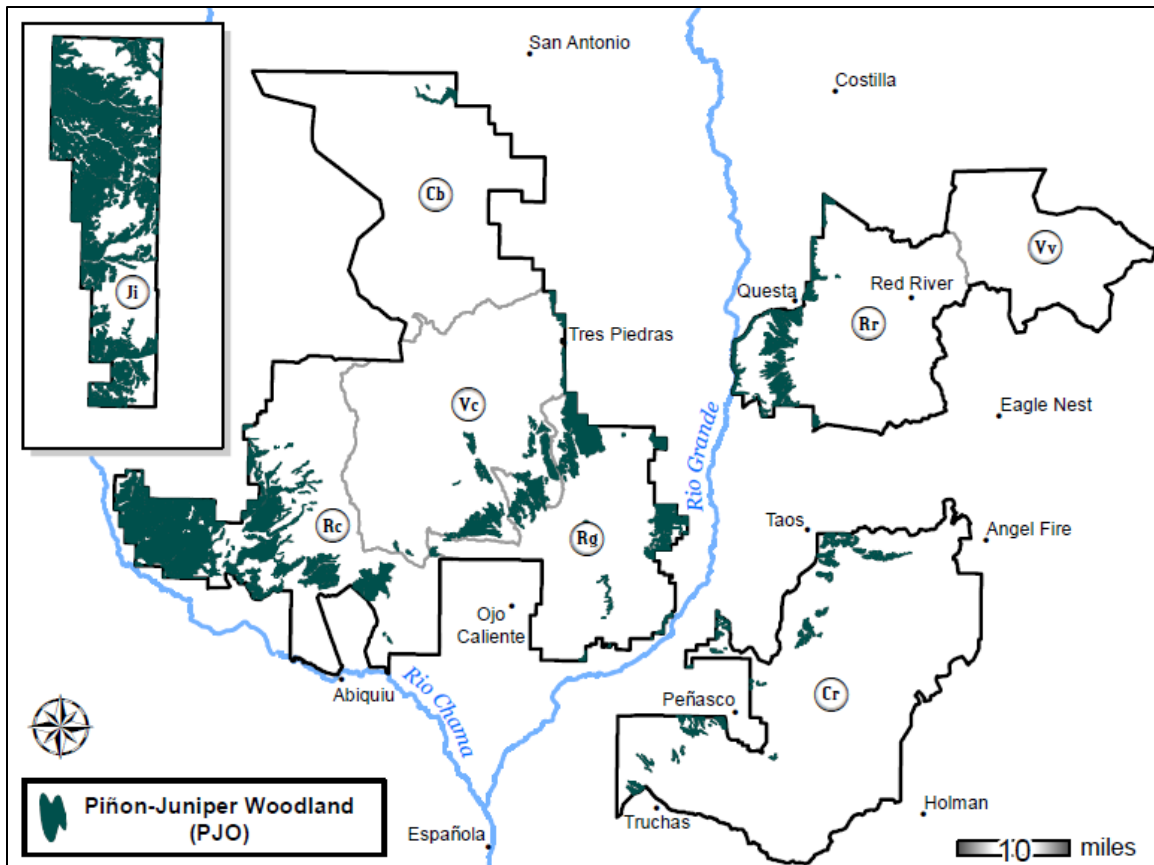 San Antonio
Costilla
Cb
Vv
Ji
Questa
Red River
Rr
Tres Piedras
Vc
Eagle Nest
Rio Grande
Rc
Rg
Taos
Angel Fire
Ojo
Caliente
Abiquiu
Rio Chama
Peñasco
Cr
Piñon-Juniper Woodland
(PJO)
Truchas
Holman
Española
10 miles